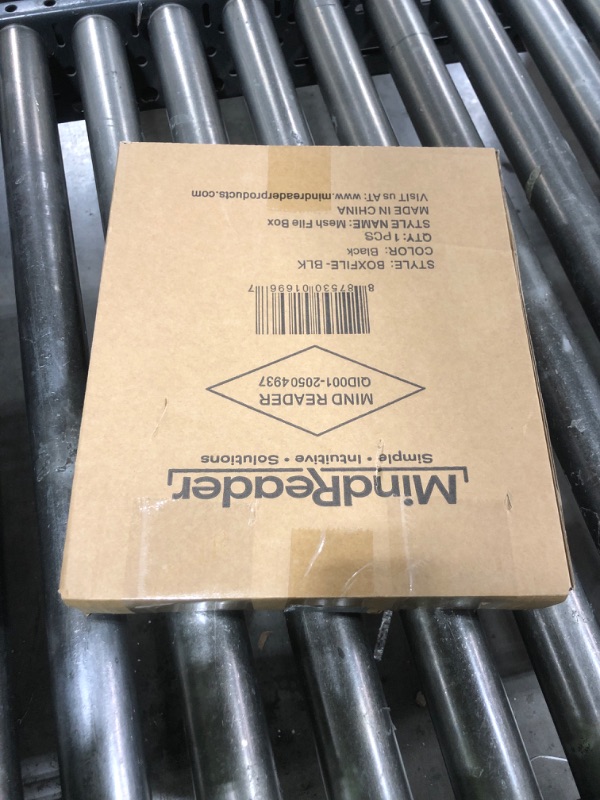 MindReader
Simple • Intuitive • Solutions
MIND READER
QID001-20504937
8 87530 01696 7
STYLE: BOXFILE-BLK
COLOR: Black
QTY: 1 PCS
STYLE NAME: Mesh File Box
MADE IN CHINA
VisIT us AT: www.mindreaderproducts.com